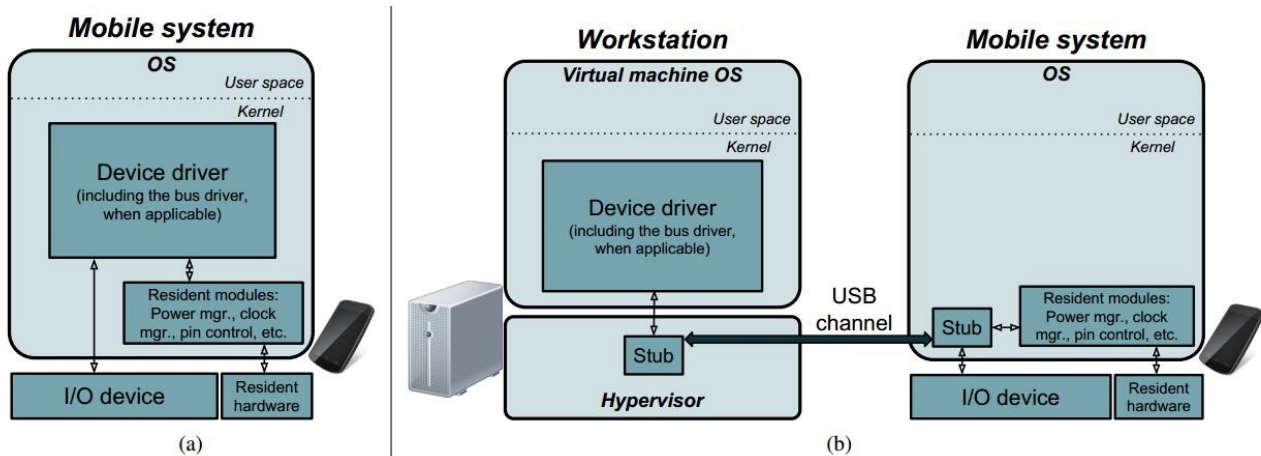 Mobile system
OS
User space
Kernel
Device driver
(including the bus driver,
when applicable)
Resident modules:
Power mgr., clock
mgr., pin control, etc.
I/O device
Resident
hardware
(a)
Workstation
Virtual machine OS
User space
Kernel
Device driver
(including the bus driver,
when applicable)
Stub
Hypervisor
USB
channel
Mobile system
OS
User space
Kernel
Stub
Resident modules:
Power mgr., clock
mgr., pin control, etc.
I/O device
Resident
hardware
(b)